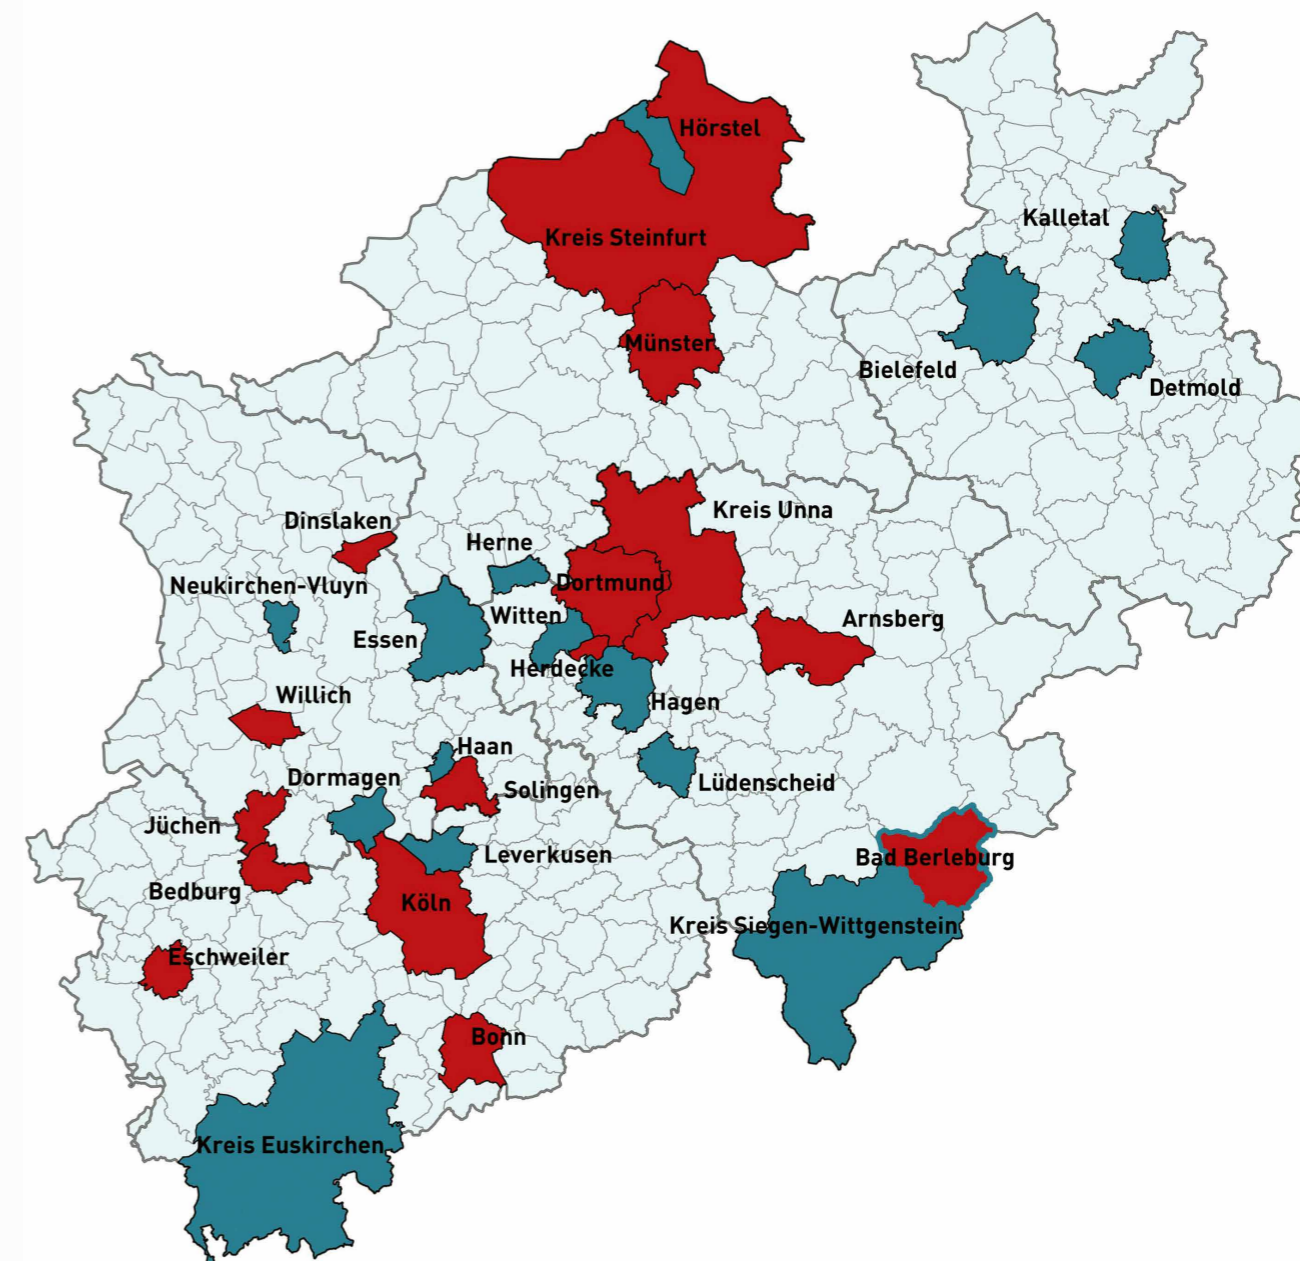 Hörstel
Kalletal
Kreis Steinfurt
Münster
Bielefeld
Detmold
Kreis Unna
Dinslaken
Herne
Dortmund
Neukirchen-Vluyn
Witten
Arnsberg
Essen
Herdecke
Willich
Hagen
Haan
Dormagen
Lüdenscheid
Solingen
Jüchen
Leverkusen
Bad Berleburg
Bedburg
Köln
Kreis Siegen-Wittgenstein
Eschweiler
Bonn
Kreis Euskirchen